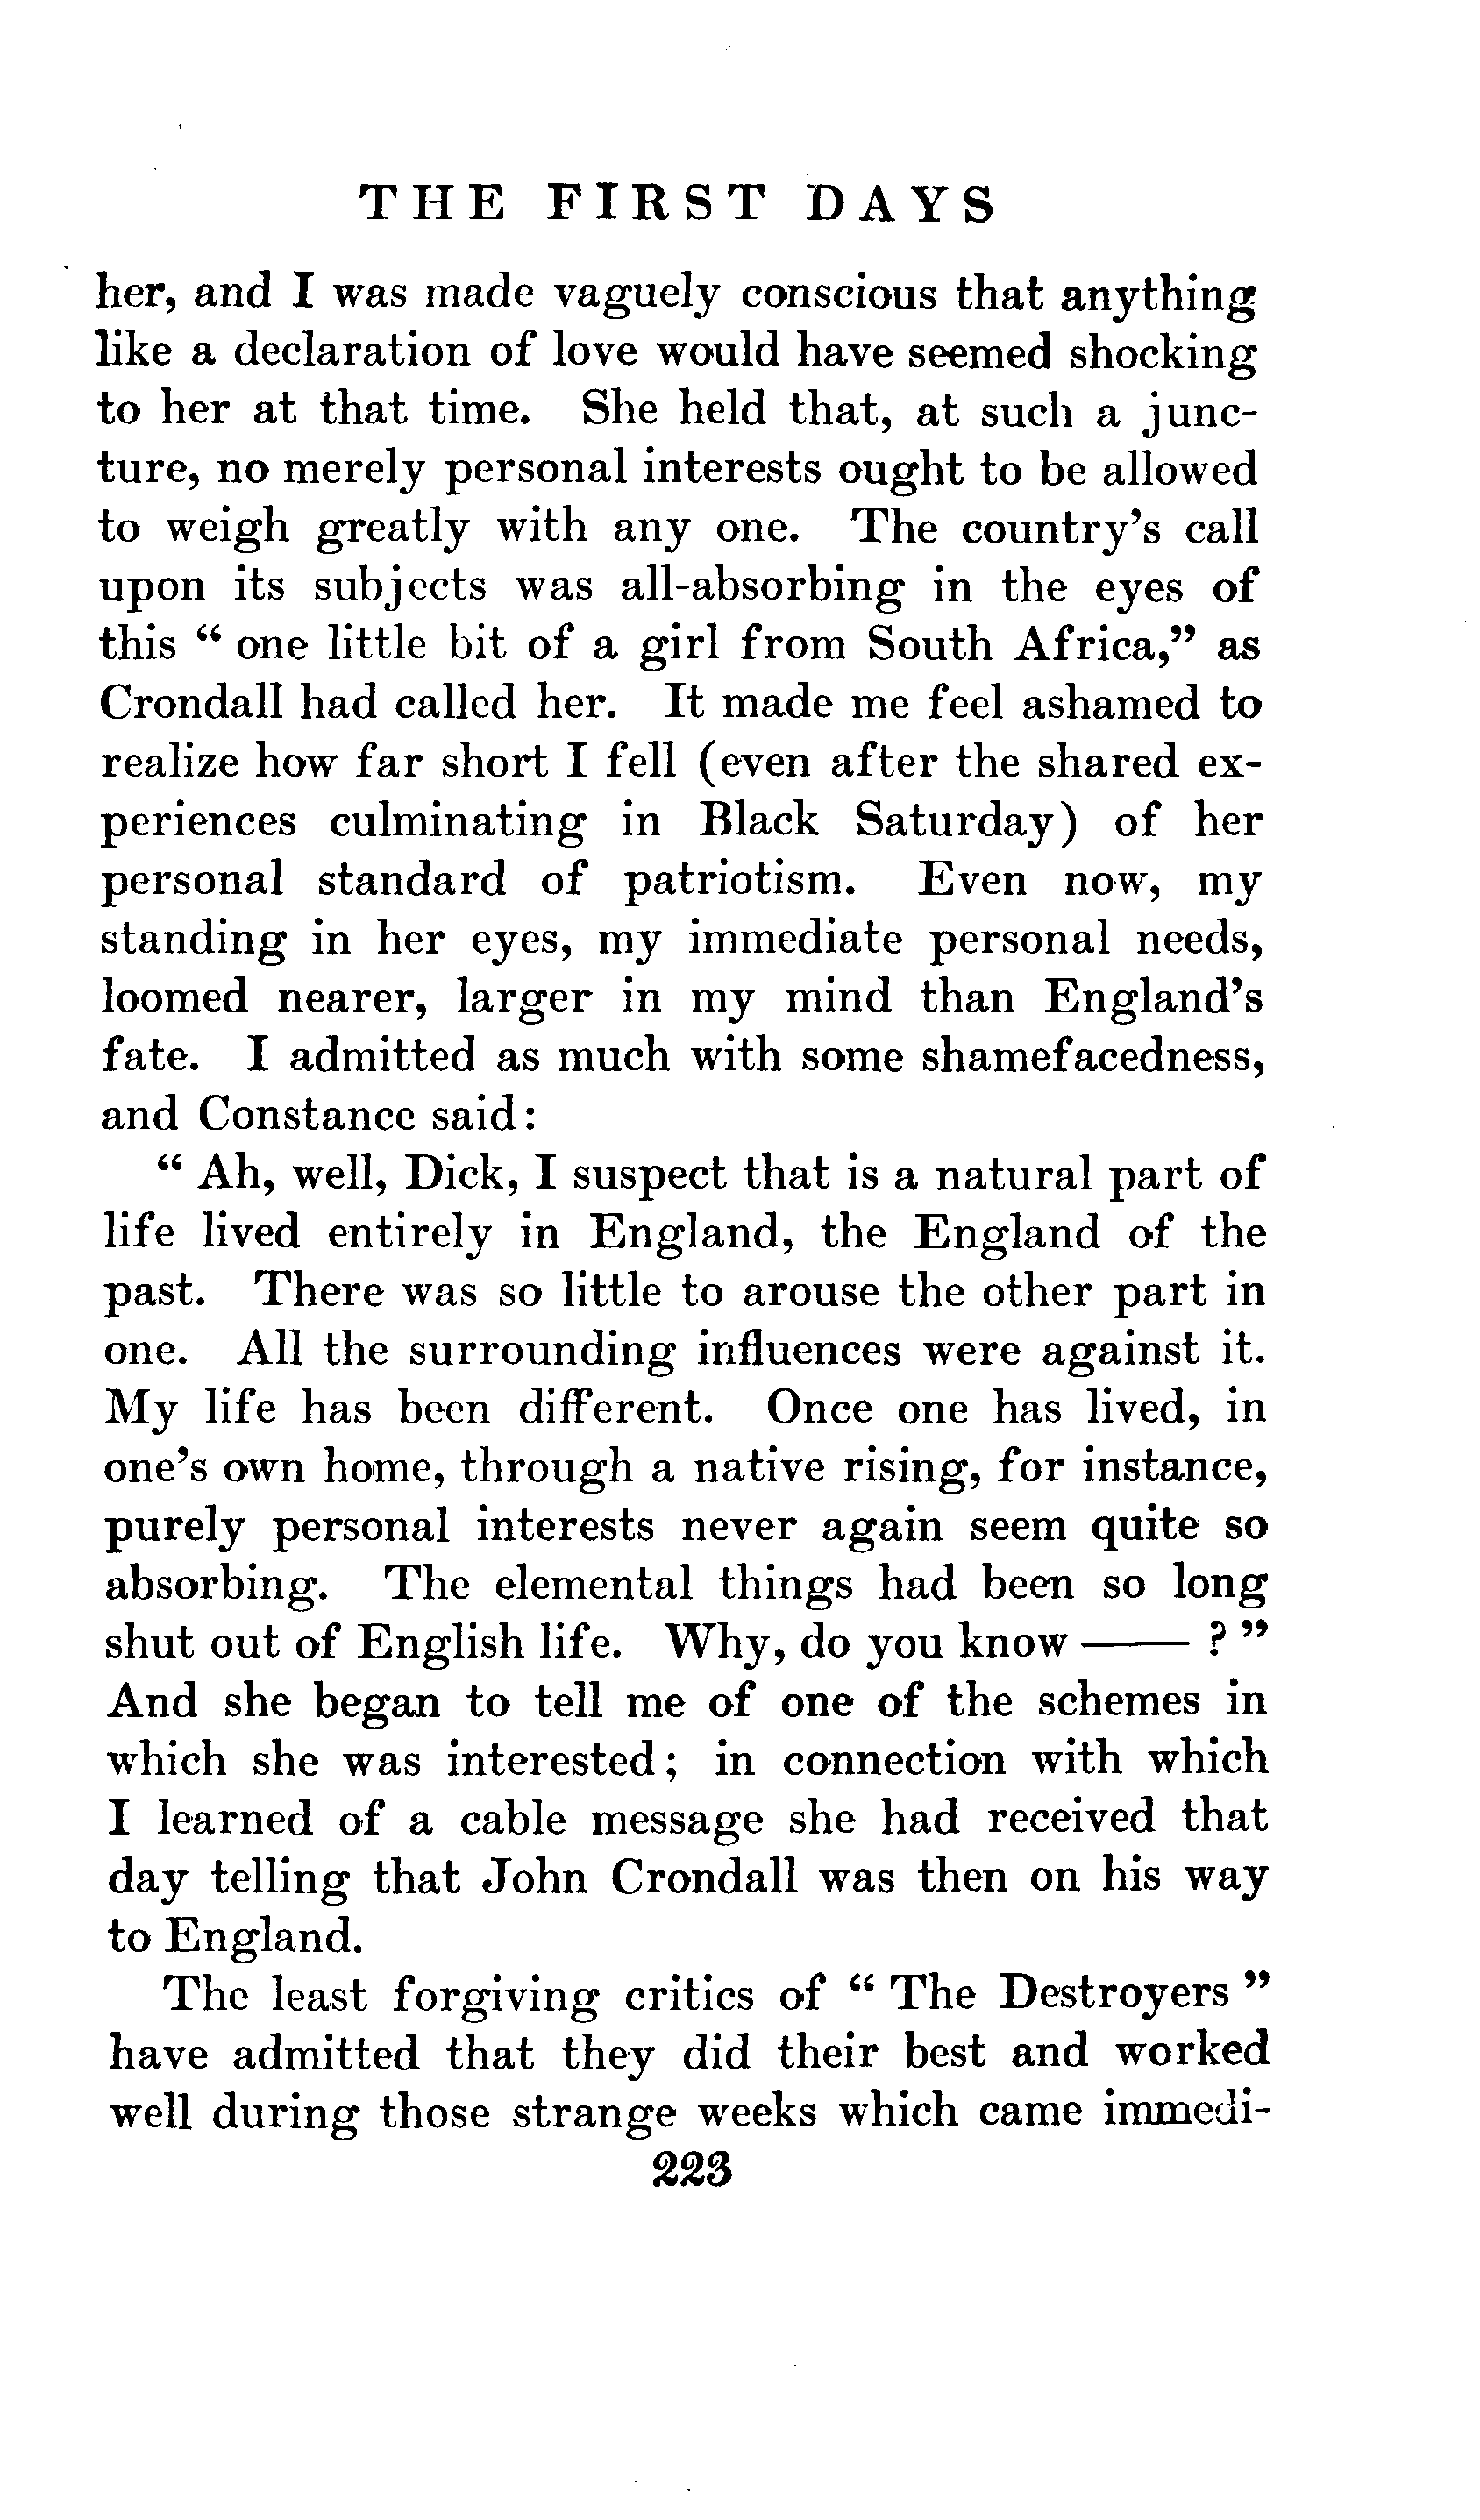 THE FIRST DAYS
her, and I was made vaguely conscious that anything
like a declaration of love would have seemed shocking
to her at that time. She held that, at such a junc-
ture, no merely personal interests ought to be allowed
to weigh greatly with any one. The country's call
upon its subjects was all-absorbing in the eyes of
this “ one little bit of a girl from South Africa,” as
Crondall had called her. It made me feel ashamed to
realize how far short I fell (even after the shared ex-
periences culminating in Black Saturday) of her
personal standard of patriotism. Even now, my
standing in her eyes, my immediate personal needs,
loomed nearer, larger in my mind than England's
fate. I admitted as much with some shamefacedness,
and Constance said:
“ Ah, well, Dick, I suspect that is a natural part of
life lived entirely in England, the England of the
past. There was so little to arouse the other part in
one. All the surrounding influences were against it.
My life has been different. Once one has lived, in
one's own home, through a native rising, for instance,
purely personal interests never again seem quite so
absorbing. The elemental things had been so long
shut out of English life. Why, do you know —— ? ”
And she began to tell me of one of the schemes in
which she was interested; in connection with which
I learned of a cable message she had received that
day telling that John Crondall was then on his way
to England.
The least forgiving critics of “ The Destroyers ”
have admitted that they did their best and worked
well during those strange weeks which came immedi-
223